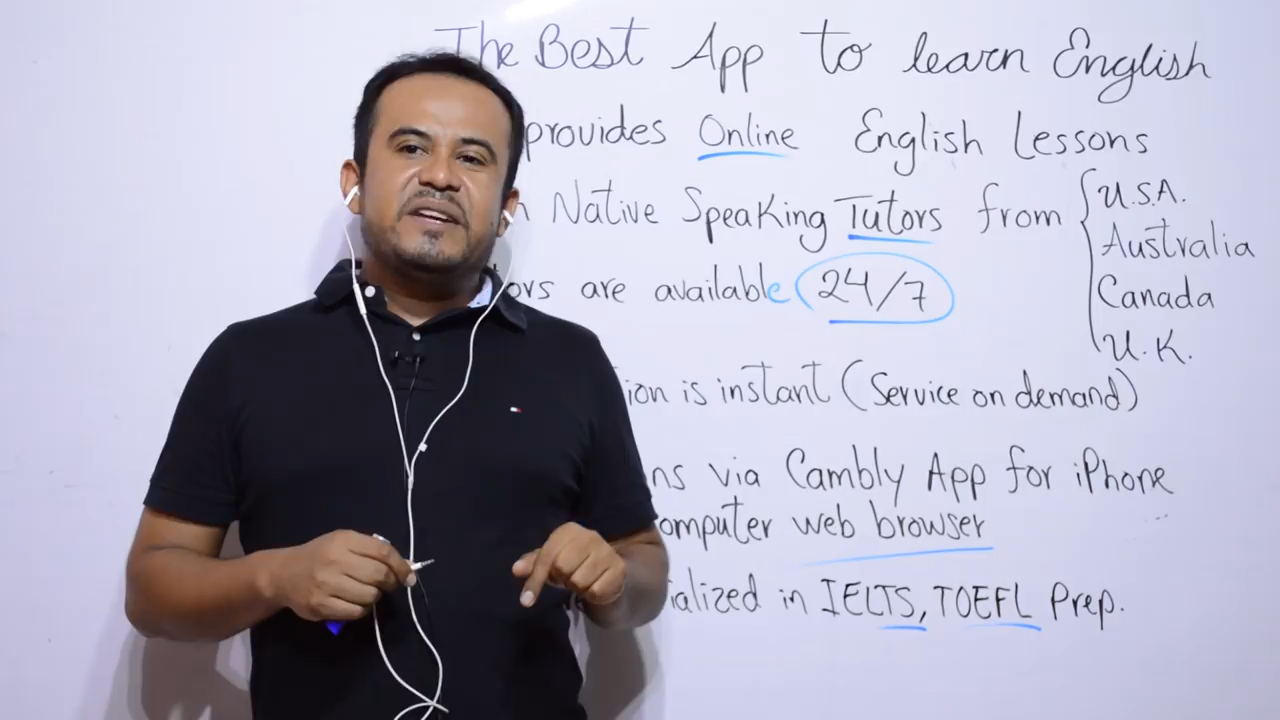 The Best App to learn English
provides Online English Lessons
Native Speaking Tutors from
U.S.A.
Australia
Canada
U.K.
ors are available 24/7
ion is instant (Service on demand)
ns via Cambly App for iPhone
omputer web browser
ialized in IELTS, TOEFL Prep.